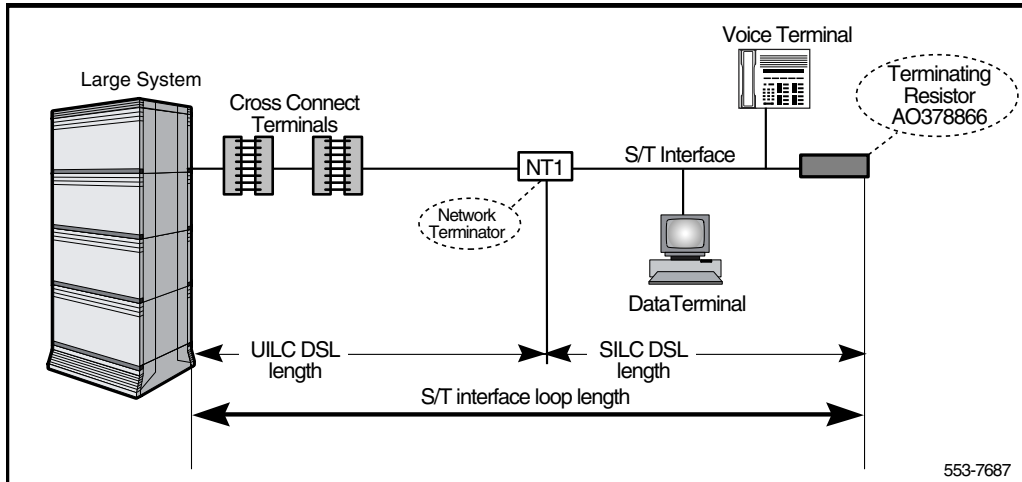 Large System
Cross Connect
Terminals
Voice Terminal
Terminating
Resistor
AO378866
S/T Interface
NT1
Network
Terminator
DataTerminal
UILC DSL
length
SILC DSL
length
S/T interface loop length
553-7687